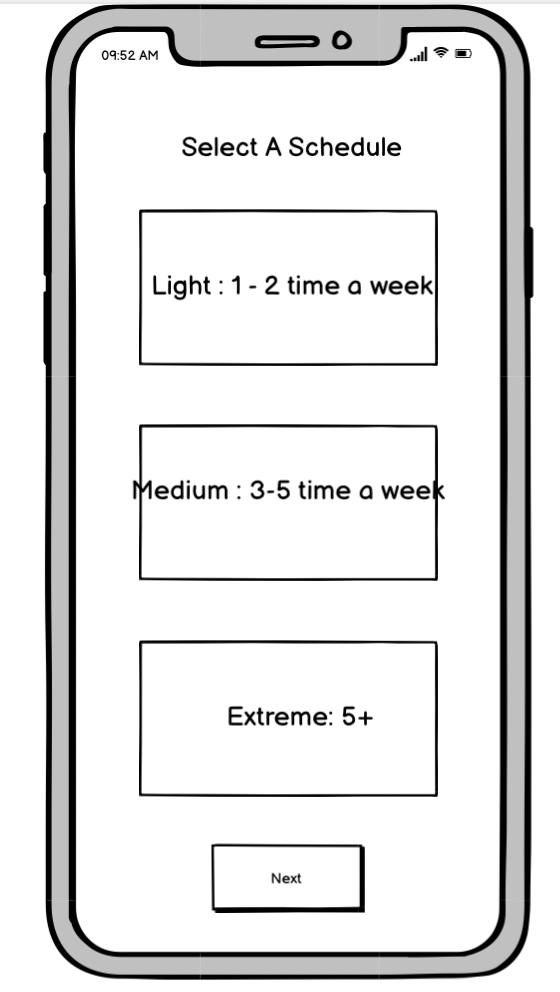 09:52 AM
Select A Schedule
Light : 1 - 2 time a week
Medium : 3-5 time a week
Extreme: 5+
Next